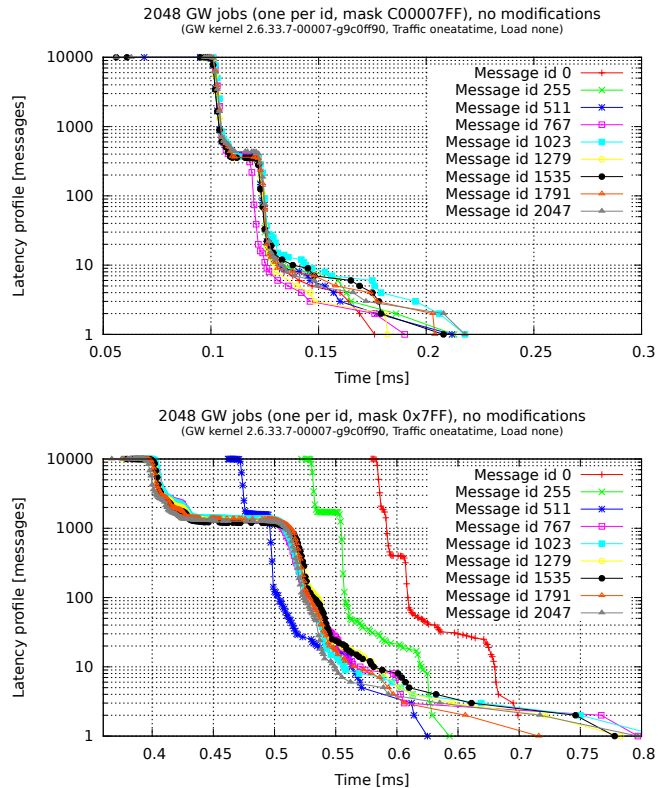 2048 GW jobs (one per id, mask C00007FF), no modifications
(GW kernel 2.6.33.7-00007-g9c0ff90, Traffic oneatatime, Load none)
Latency profile [messages]
10000
1000
100
10
1
Message id 0
Message id 255
Message id 511
Message id 767
Message id 1023
Message id 1279
Message id 1535
Message id 1791
Message id 2047
0.05 0.1 0.15 0.2 0.25 0.3
Time [ms]
2048 GW jobs (one per id, mask 0x7FF), no modifications
(GW kernel 2.6.33.7-00007-g9c0ff90, Traffic oneatatime, Load none)
Latency profile [messages]
10000
1000
100
10
1
Message id 0
Message id 255
Message id 511
Message id 767
Message id 1023
Message id 1279
Message id 1535
Message id 1791
Message id 2047
0.4 0.45 0.5 0.55 0.6 0.65 0.7 0.75 0.8
Time [ms]